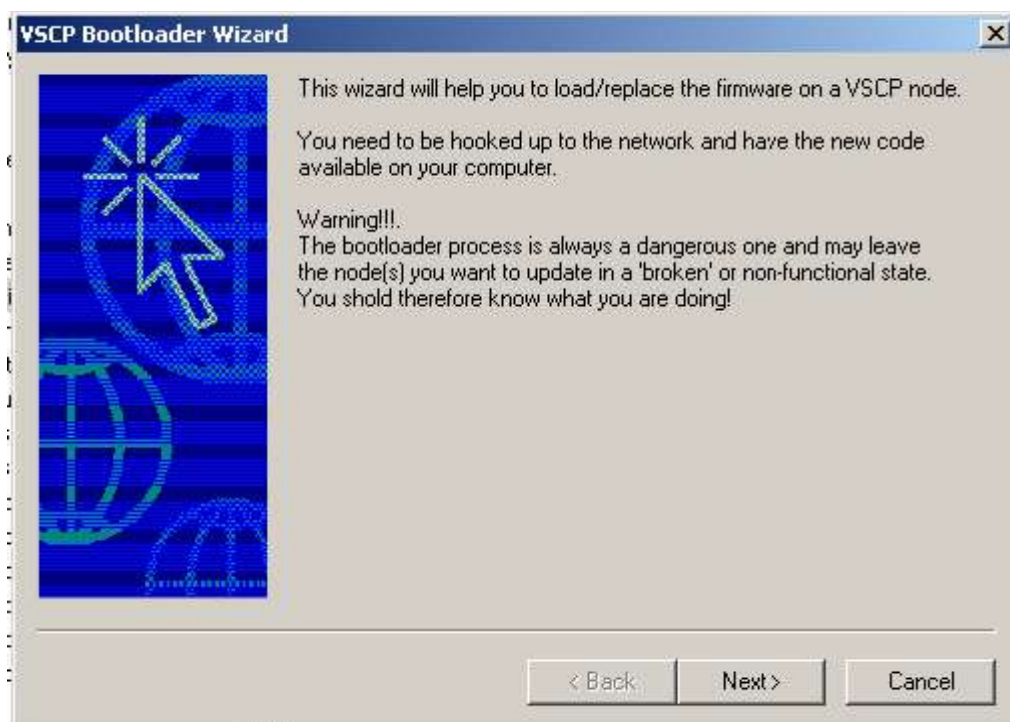 VSCP Bootloader Wizard
This wizard will help you to load/replace the firmware on a VSCP node.
You need to be hooked up to the network and have the new code
available on your computer.
Warning!!!.
The bootloader process is always a dangerous one and may leave
the node(s) you want to update in a 'broken' or non-functional state.
You shold therefore know what you are doing!
< Back
Next >
Cancel